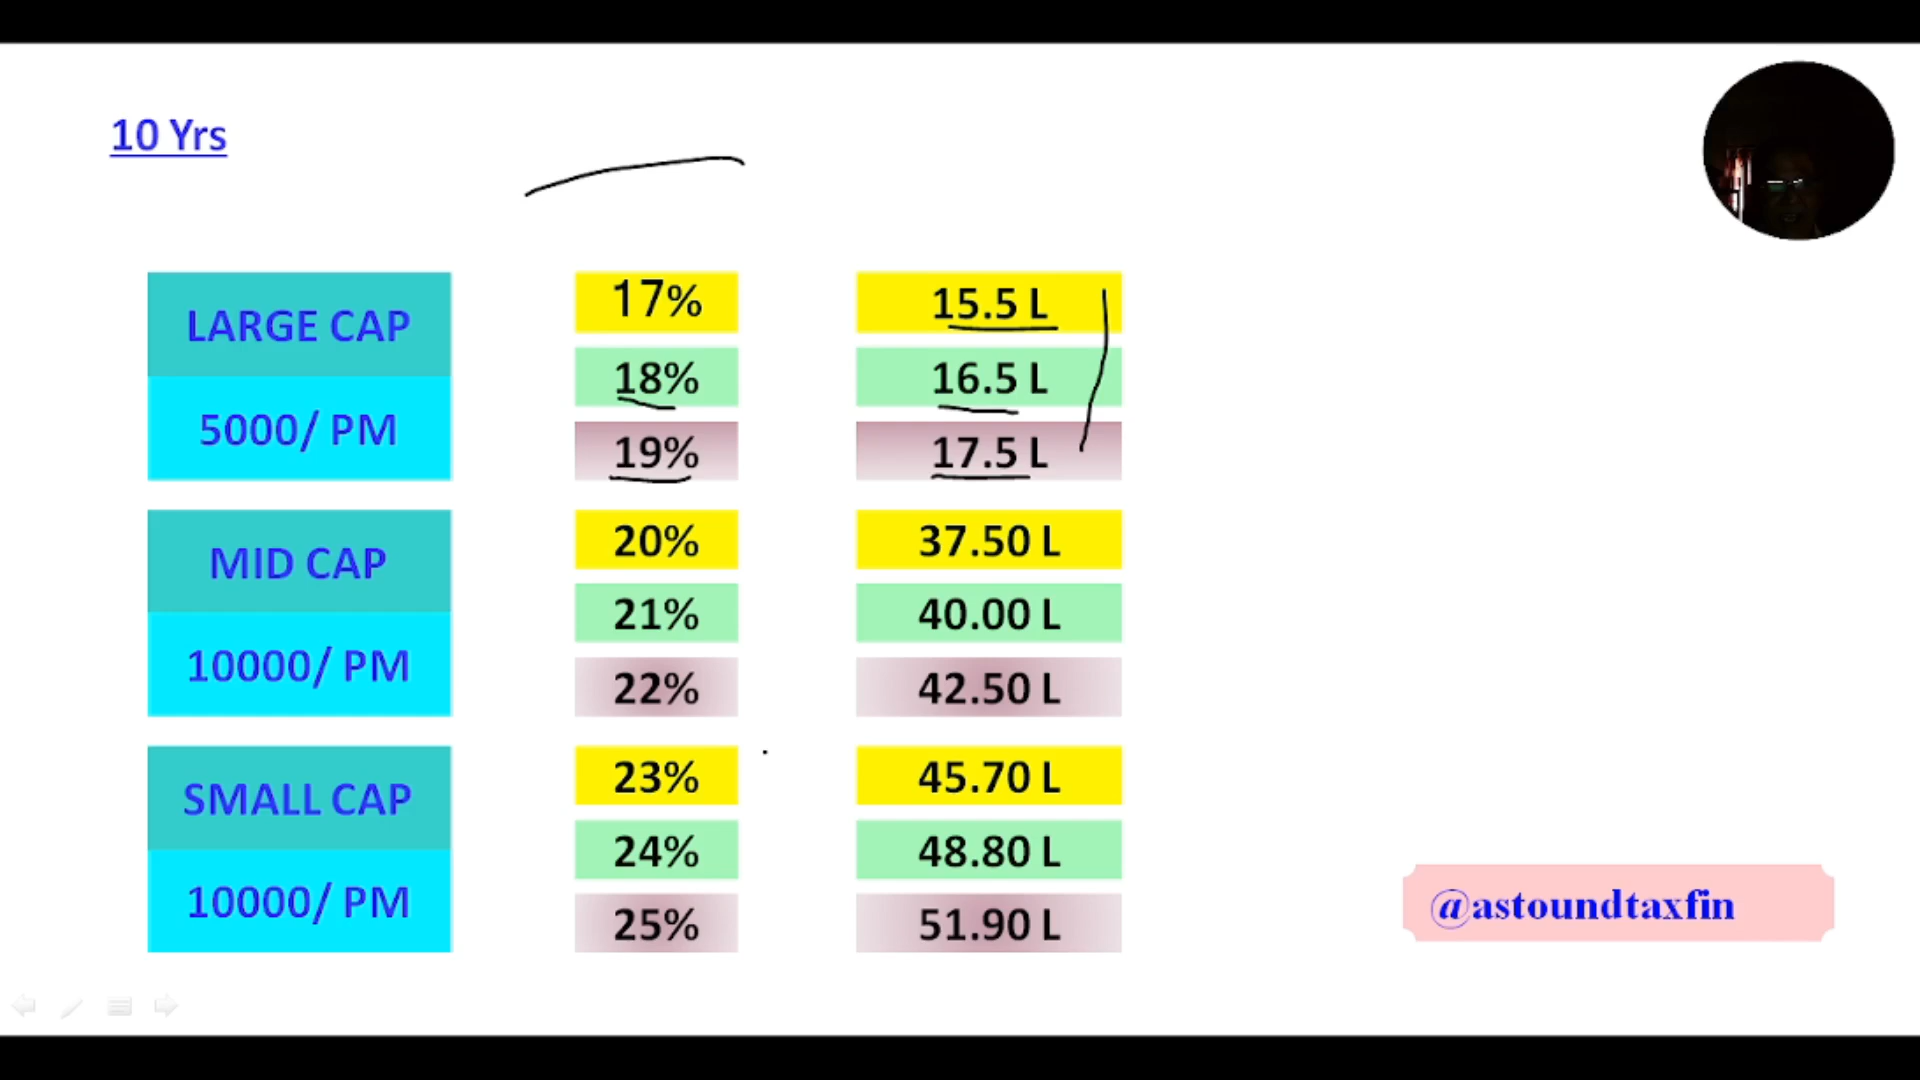 10 Yrs
LARGE CAP
5000/ PM
17% 15.5 L
18% 16.5 L
19% 17.5 L
MID CAP
10000/ PM
20% 37.50 L
21% 40.00 L
22% 42.50 L
SMALL CAP
10000/ PM
23% 45.70 L
24% 48.80 L
25% 51.90 L
@astoundtaxfin